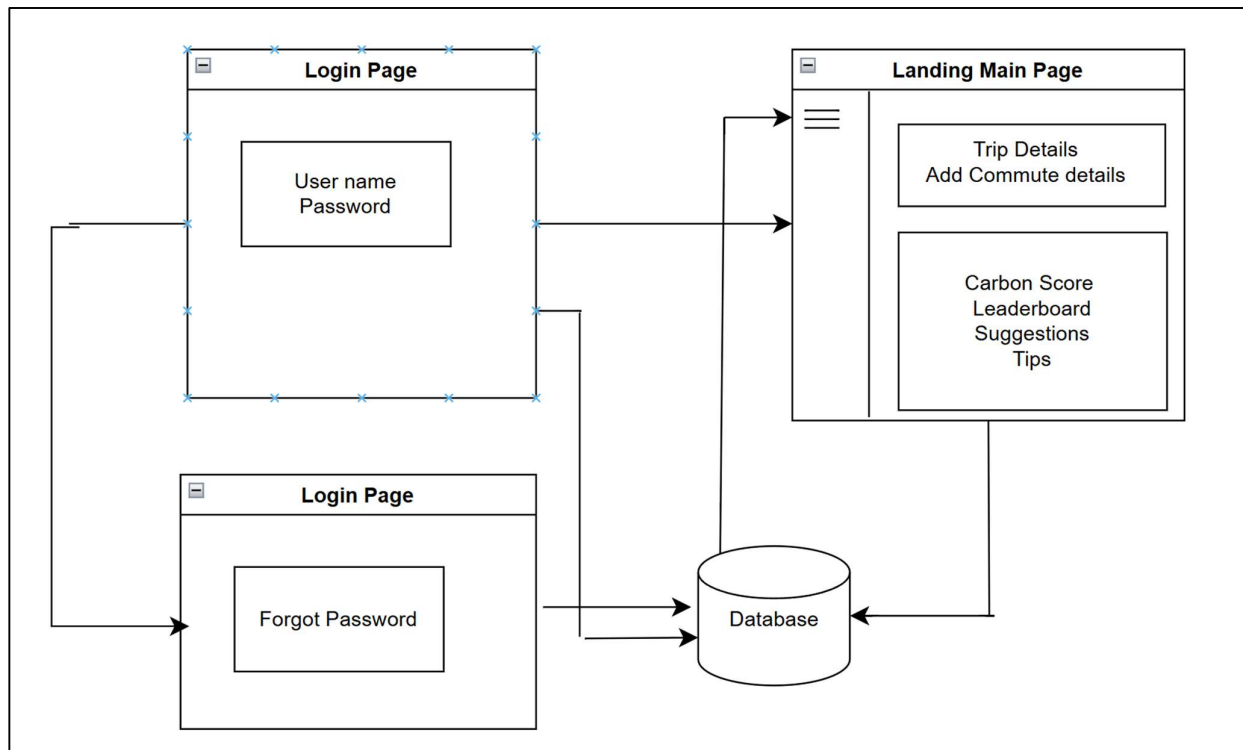 Login Page
User name
Password
Landing Main Page
Trip Details
Add Commute details
Carbon Score
Leaderboard
Suggestions
Tips
Login Page
Forgot Password
Database